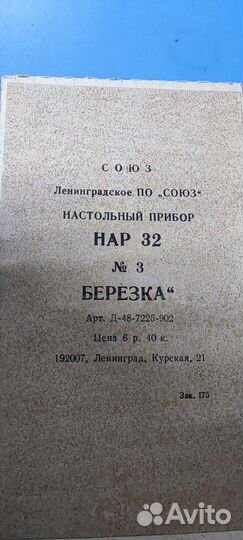 СОЮЗ
Ленинградское ПО „СОЮЗ“
НАСТОЛЬНЫЙ ПРИБОР
НАР 32
№ 3
БЕРЕЗКА“
Арт. Д-48-7225-902
Цена 6 р. 40 к.
192007, Ленинград, Курская, 21
Зак. 175
Avito